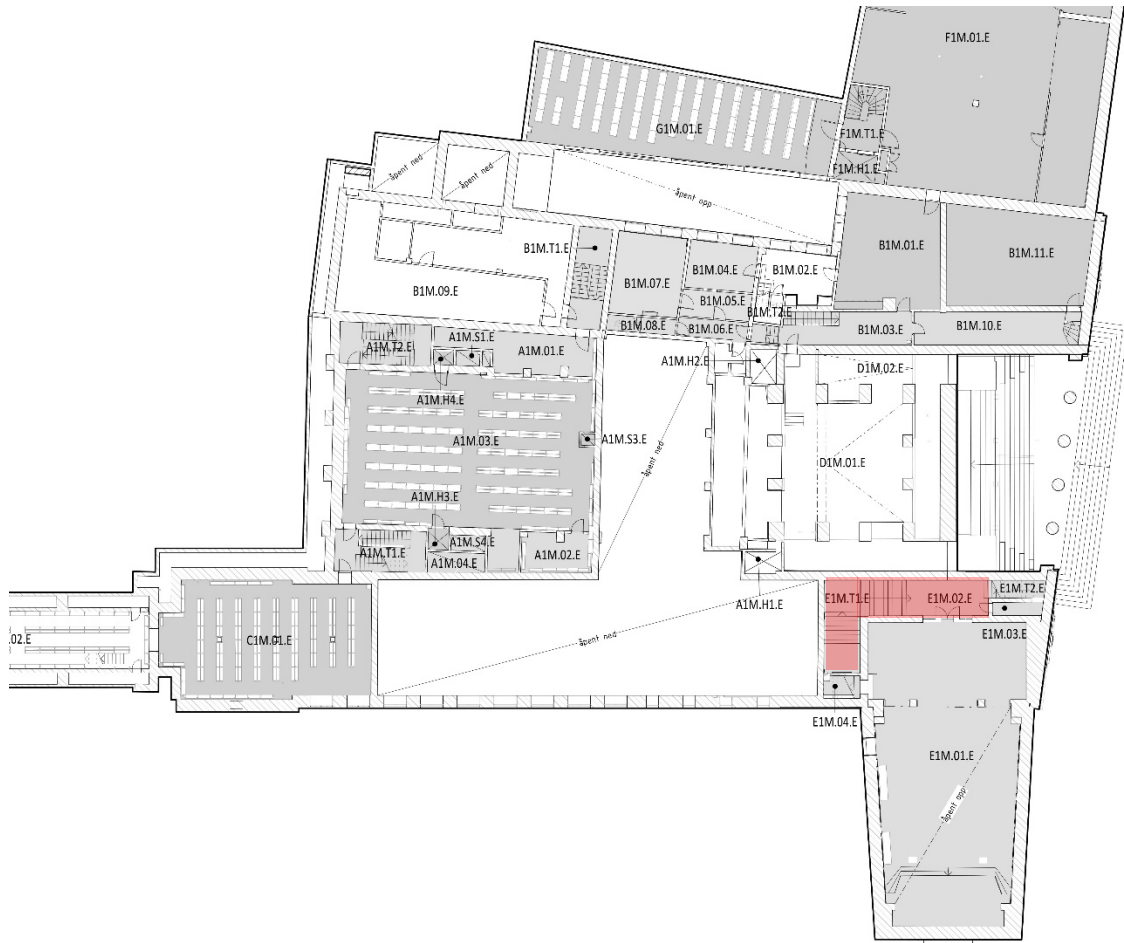 F1M.01.E
G1M.01.E
F1M.T1.E
F1M.H1.E
åpent ned
åpent ned
åpent opp
B1M.T1.E
B1M.01.E
B1M.11.E
B1M.04.E
B1M.02.E
B1M.07.E
B1M.09.E
B1M.05.E
B1M.T2.E
B1M.08.E
B1M.06.E
B1M.03.E
B1M.10.E
A1M.S1.E
A1M.T2.E
A1M.01.E
A1M.H2.E
D1M.02.E
A1M.H4.E
A1M.03.E
A1M.S3.E
åpent ned
D1M.01.E
A1M.H3.E
A1M.S4.E
A1M.T1.E
A1M.04.E
A1M.02.E
A1M.H1.E
E1M.T1.E
E1M.02.E
E1M.T2.E
.02.E
C1M.01.E
åpent ned
E1M.03.E
E1M.04.E
E1M.01.E
åpent opp